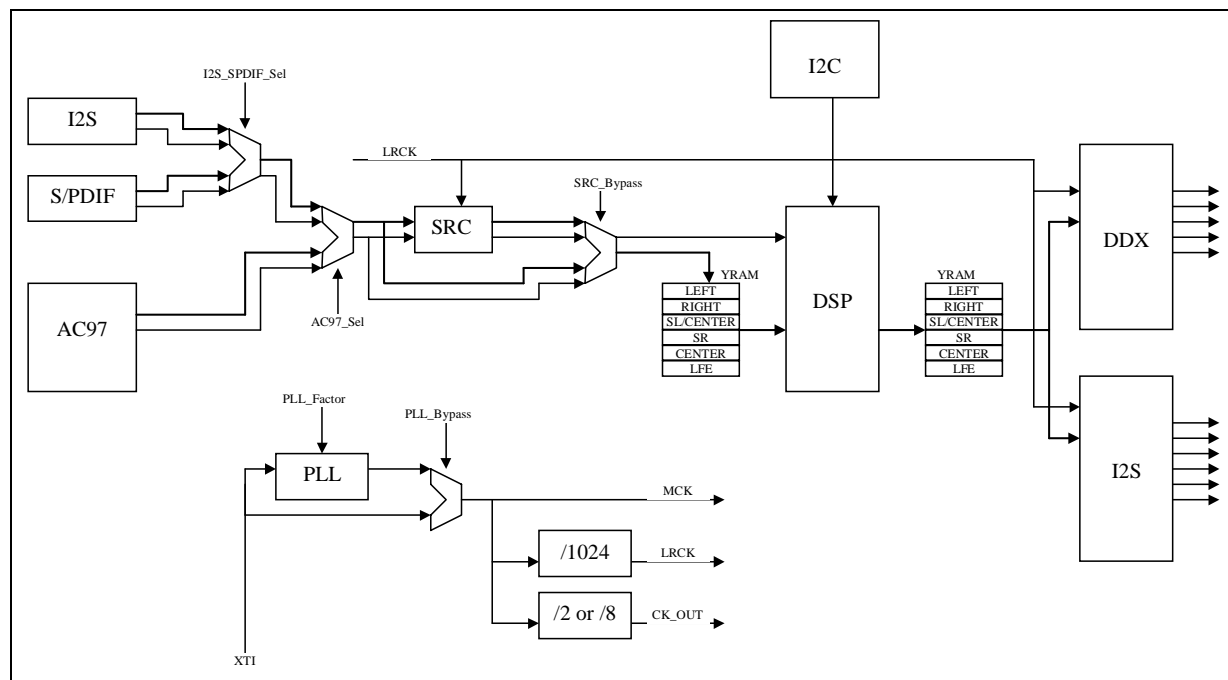 I2C
I2S_SPDIF_Sel
I2S
LRCK
S/PDIF
SRC_Bypass
SRC
DDX
YRAM
YRAM
LEFT
RIGHT
SL/CENTER
SR
CENTER
LFE
DSP
LEFT
RIGHT
SL/CENTER
SR
CENTER
LFE
AC97
AC97_Sel
PLL_Factor
PLL_Bypass
PLL
I2S
MCK
/1024
LRCK
/2 or /8
CK_OUT
XTI